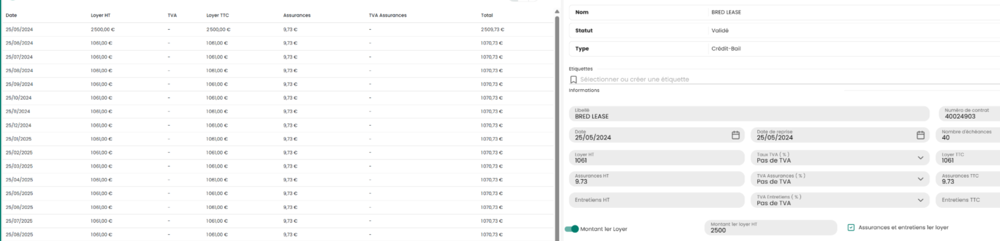 Date Loyer HT TVA Loyer TTC Assurances TVA Assurances Total
25/05/2024 2500,00 € - 2500,00 € 9,73 € - 2509,73 €
25/06/2024 1061,00 € - 1061,00 € 9,73 € - 1070,73 €
25/07/2024 1061,00 € - 1061,00 € 9,73 € - 1070,73 €
25/08/2024 1061,00 € - 1061,00 € 9,73 € - 1070,73 €
25/09/2024 1061,00 € - 1061,00 € 9,73 € - 1070,73 €
25/10/2024 1061,00 € - 1061,00 € 9,73 € - 1070,73 €
25/11/2024 1061,00 € - 1061,00 € 9,73 € - 1070,73 €
25/12/2024 1061,00 € - 1061,00 € 9,73 € - 1070,73 €
25/01/2025 1061,00 € - 1061,00 € 9,73 € - 1070,73 €
25/02/2025 1061,00 € - 1061,00 € 9,73 € - 1070,73 €
25/03/2025 1061,00 € - 1061,00 € 9,73 € - 1070,73 €
25/04/2025 1061,00 € - 1061,00 € 9,73 € - 1070,73 €
25/05/2025 1061,00 € - 1061,00 € 9,73 € - 1070,73 €
25/06/2025 1061,00 € - 1061,00 € 9,73 € - 1070,73 €
25/07/2025 1061,00 € - 1061,00 € 9,73 € - 1070,73 €
25/08/2025 1061,00 € - 1061,00 € 9,73 € - 1070,73 €
Nom BRED LEASE
Statut Validé
Type Crédit-Bail
Etiquettes
Sélectionner ou créer une étiquette
Informations
Libellé Numéro de contrat
BRED LEASE 40024903
Date Date de reprise Nombre d'échéances
25/05/2024 25/05/2024 40
Loyer HT Taux TVA ( % ) Loyer TTC
1061 Pas de TVA 1061
Assurances HT TVA Assurances ( % ) Assurances TTC
9.73 Pas de TVA 9.73
Entretiens HT TVA Entretiens ( % ) Entretiens TTC
Pas de TVA
Montant 1er Loyer Montant 1er loyer HT Assurances et entretiens 1er loyer
2500